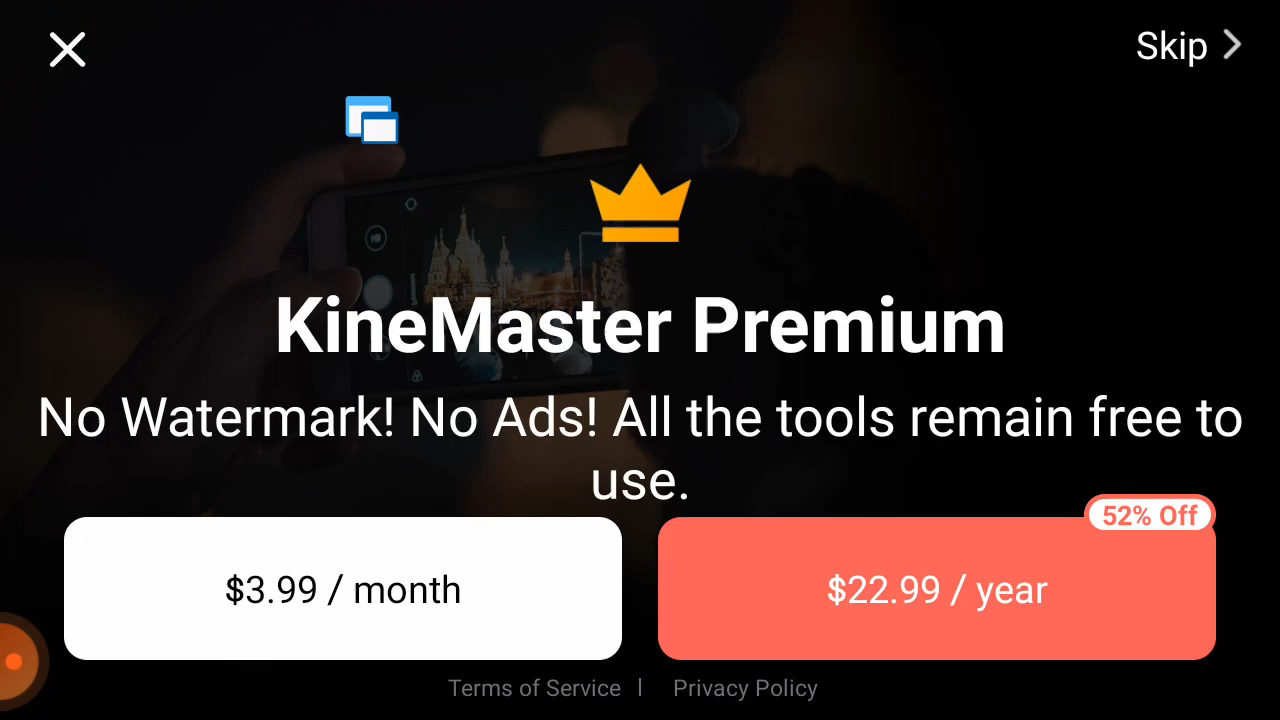 Skip
KineMaster Premium
No Watermark! No Ads! All the tools remain free to
use.
52% Off
$3.99 / month
$22.99 / year
Terms of Service | Privacy Policy